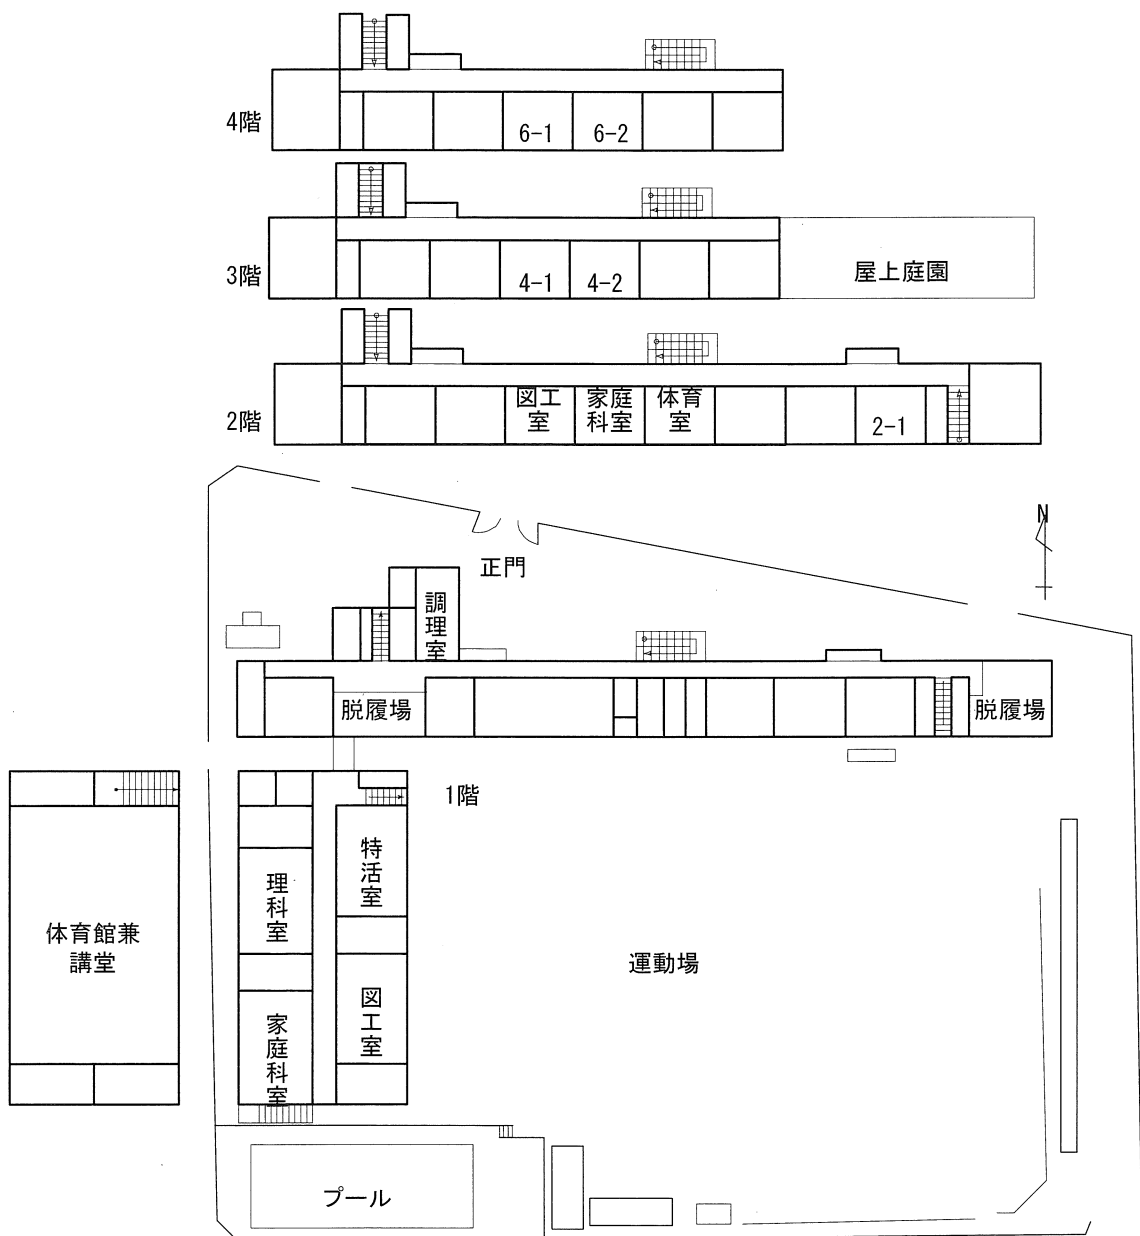 4階
6-1
6-2
3階
4-1
4-2
屋上庭園
2階
図工
室
家庭
科室
体育
室
2-1
N
正門
調理室
脱履場
脱履場
1階
特活室
理科室
体育館兼
講堂
運動場
図工室
家庭科室
プール